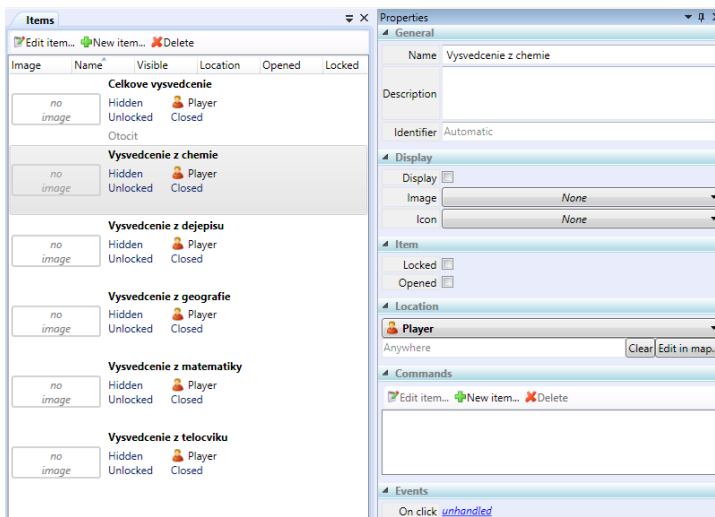 Items
Edit item... New item... Delete
Image Name Visible Location Opened Locked
Celkove vysvedcenie
no image
Hidden Player
Unlocked Closed
Otocit
Vysvedcenie z chemie
no image
Hidden Player
Unlocked Closed
Vysvedcenie z dejepisu
no image
Hidden Player
Unlocked Closed
Vysvedcenie z geografie
no image
Hidden Player
Unlocked Closed
Vysvedcenie z matematiky
no image
Hidden Player
Unlocked Closed
Vysvedcenie z telocviku
no image
Hidden Player
Unlocked Closed
Properties
General
Name Vysvedcenie z chemie
Description
Identifier Automatic
Display
Display
Image None
Icon None
Item
Locked
Opened
Location
Player
Anywhere Clear Edit in map..
Commands
Edit item... New item... Delete
Events
On click unhandled